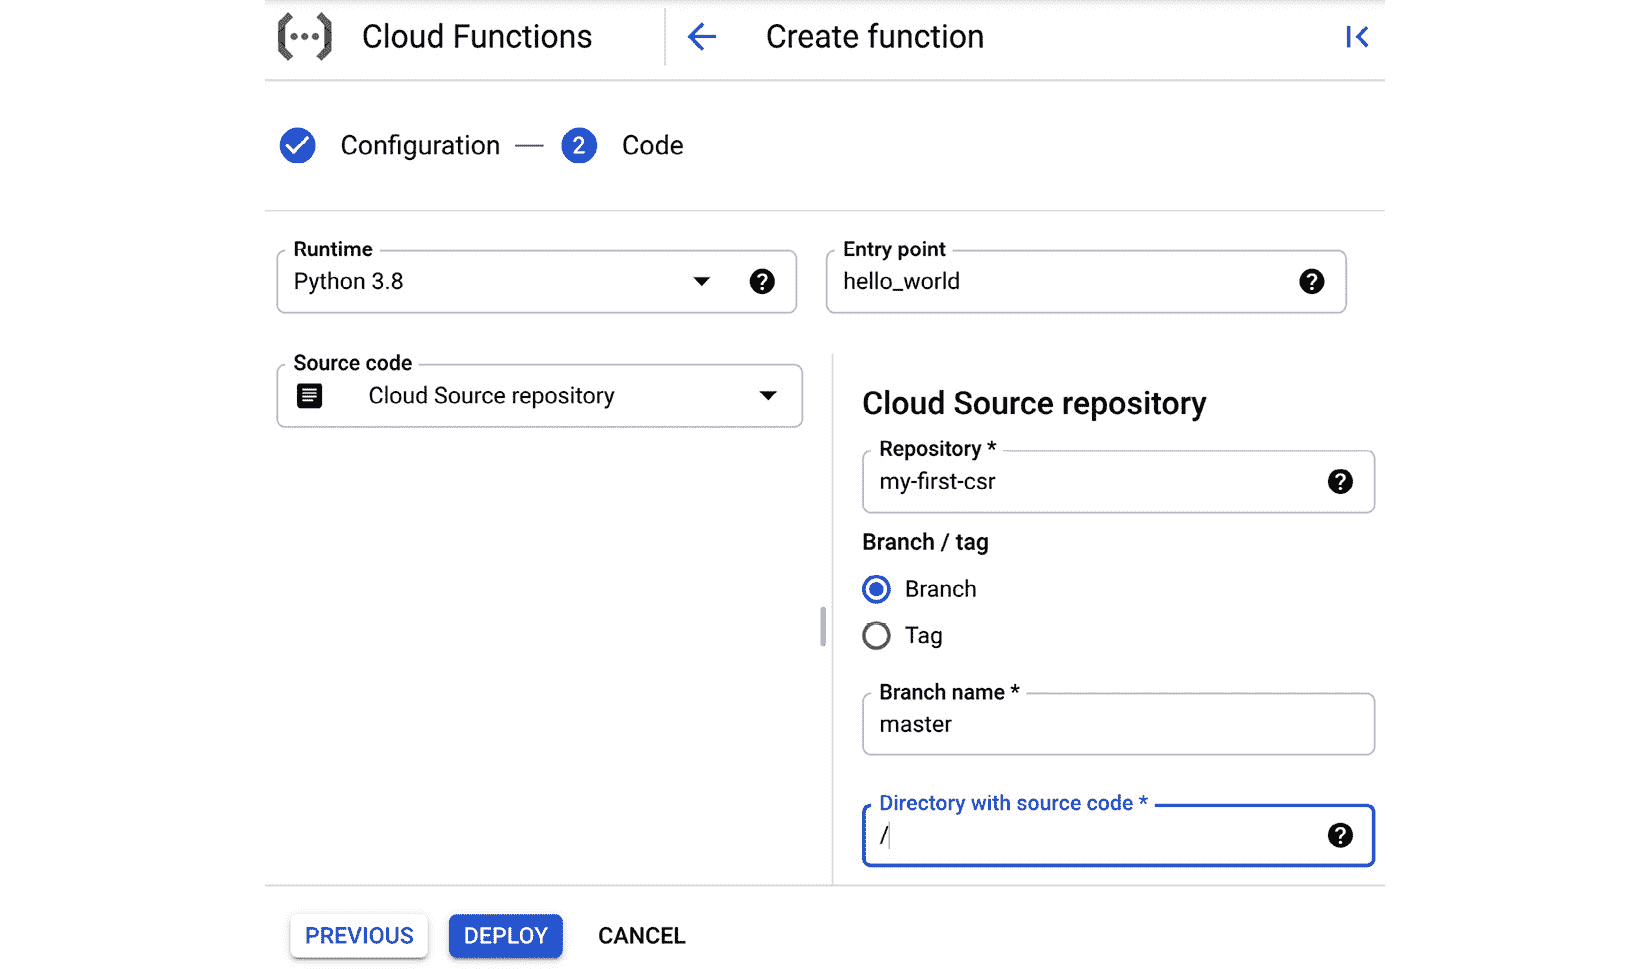 Cloud Functions
Create function
Configuration
2
Code
Runtime
Python 3.8
Entry point
hello_world
Source code
Cloud Source repository
Cloud Source repository
Repository *
my-first-csr
Branch / tag
Branch
Tag
Branch name *
master
Directory with source code *
/
PREVIOUS
DEPLOY
CANCEL